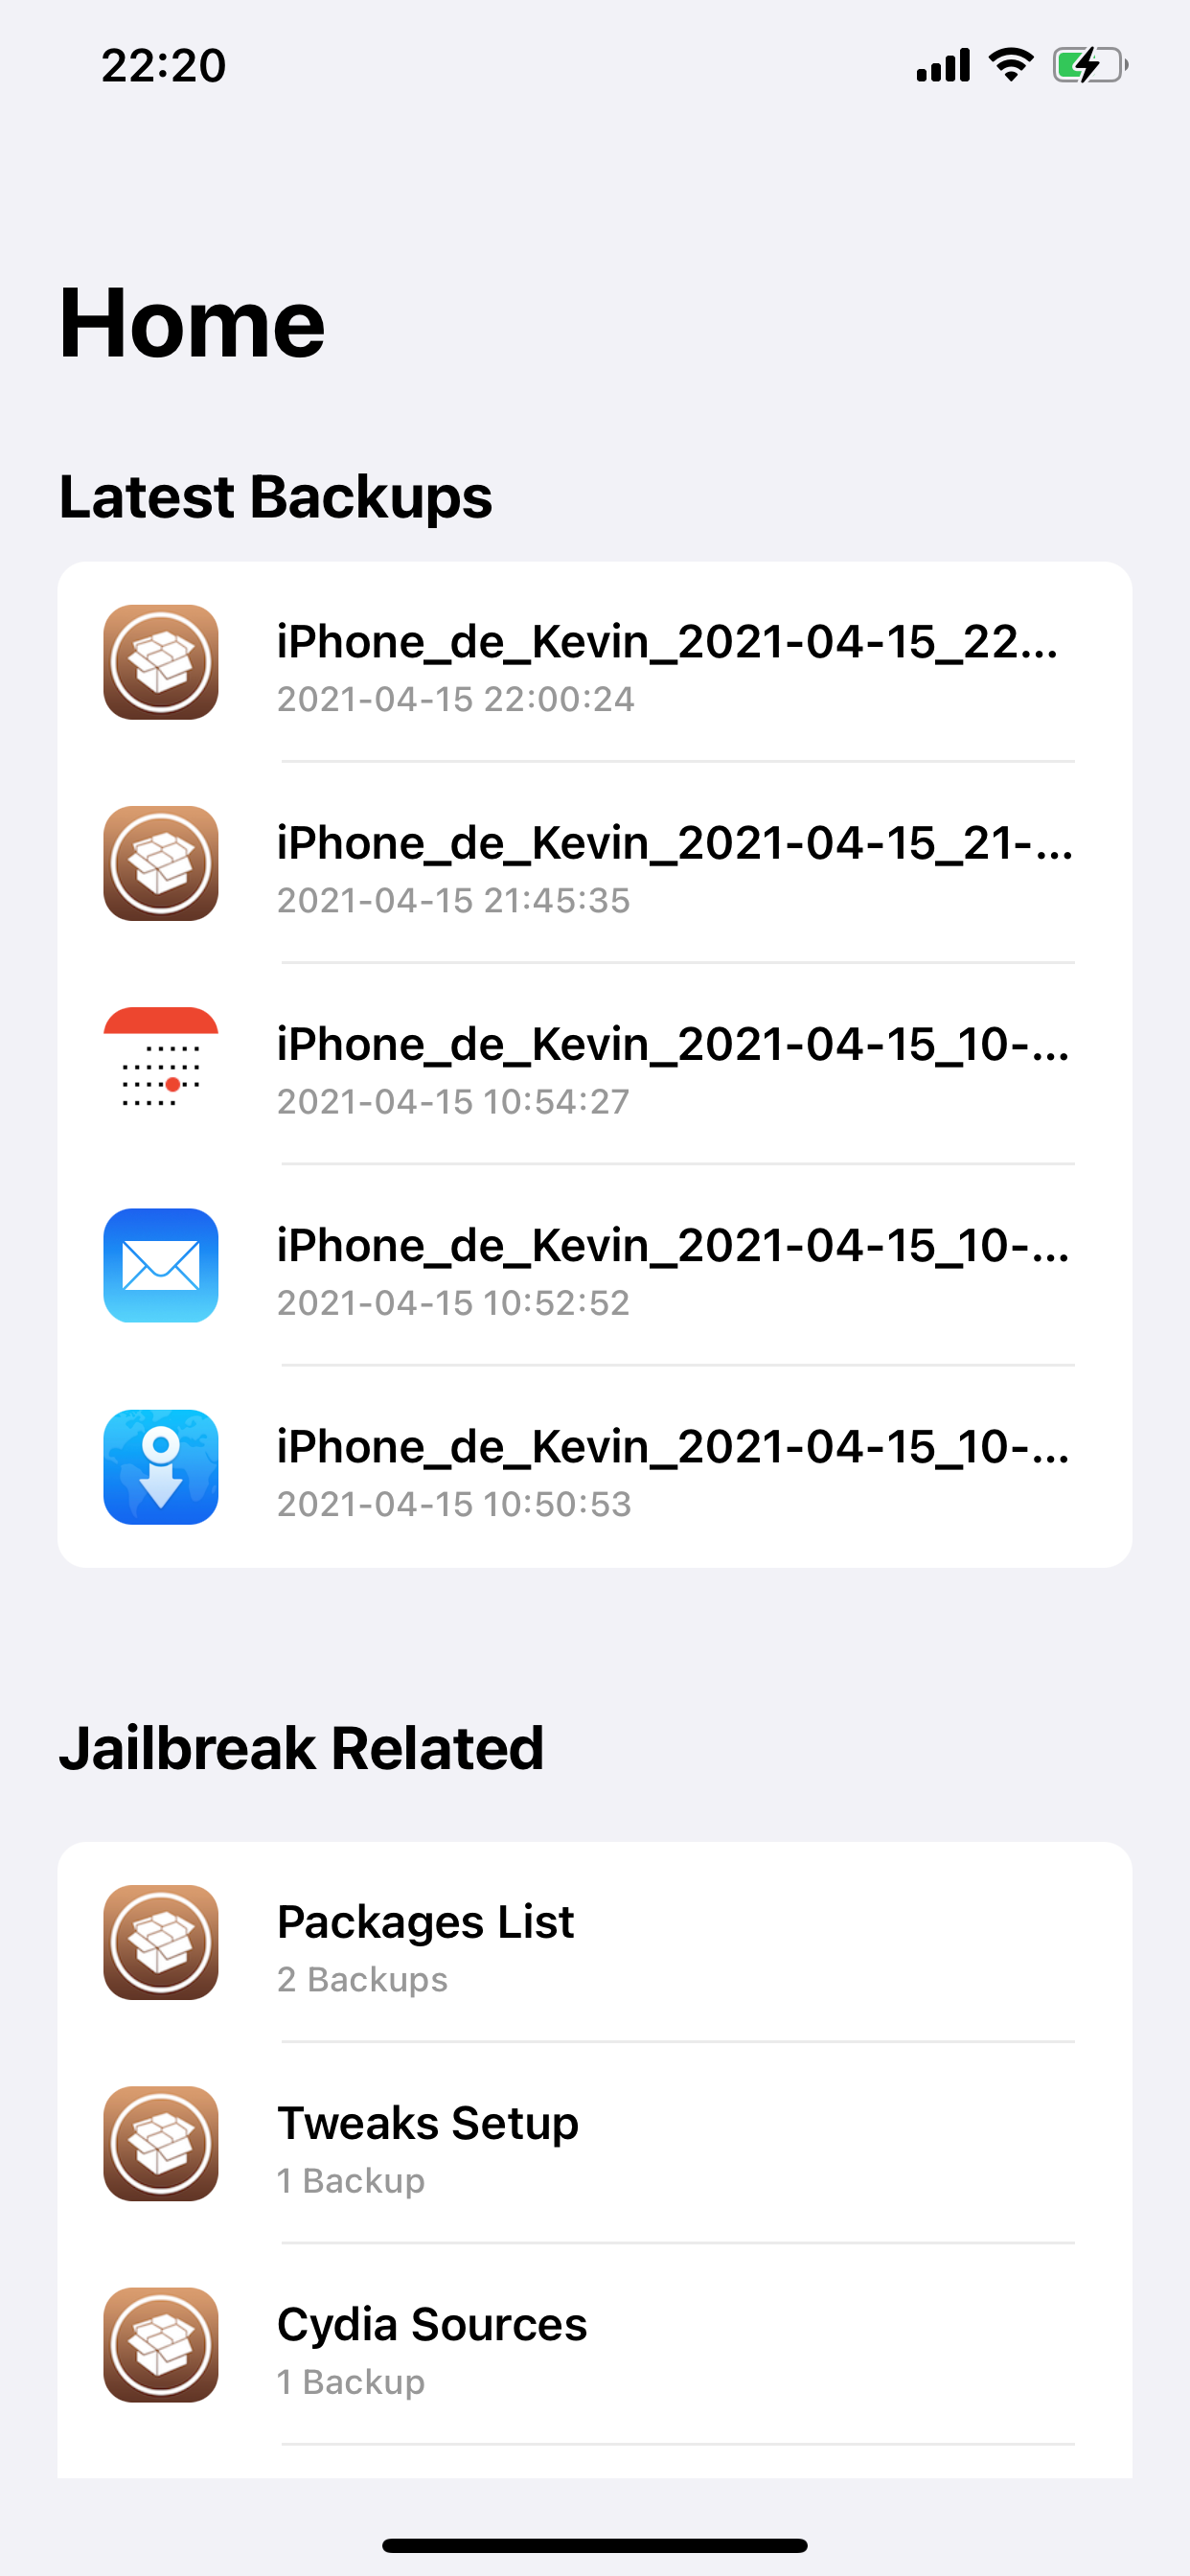 22:20
Home
Latest Backups
iPhone_de_Kevin_2021-04-15_22...
2021-04-15 22:00:24
iPhone_de_Kevin_2021-04-15_21-...
2021-04-15 21:45:35
iPhone_de_Kevin_2021-04-15_10-...
2021-04-15 10:54:27
iPhone_de_Kevin_2021-04-15_10-...
2021-04-15 10:52:52
iPhone_de_Kevin_2021-04-15_10-...
2021-04-15 10:50:53
Jailbreak Related
Packages List
2 Backups
Tweaks Setup
1 Backup
Cydia Sources
1 Backup